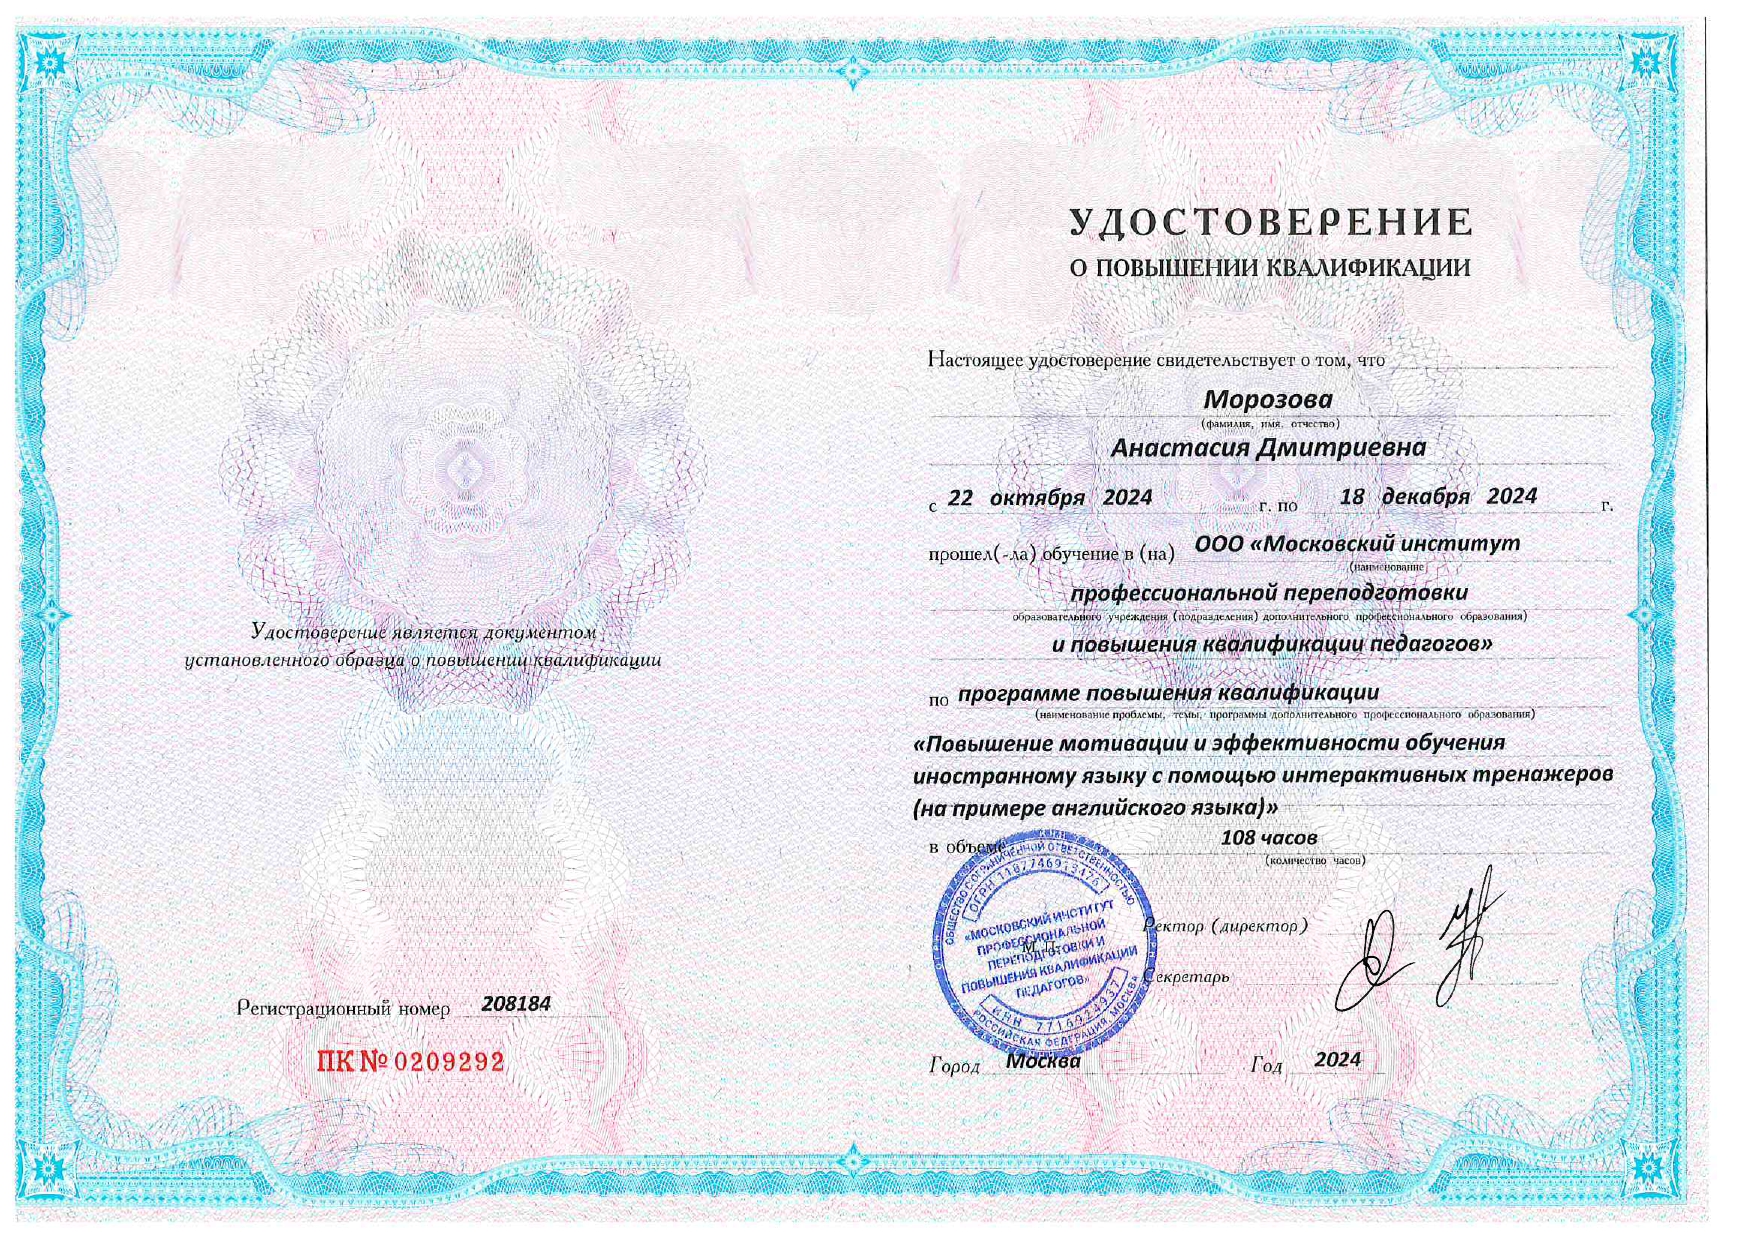 Удостоверение является документом
установленного образца о повышении квалификации
Регистрационный номер 208184
ПК № 0209292
УДОСТОВЕРЕНИЕ
О ПОВЫШЕНИИ КВАЛИФИКАЦИИ
Настоящее удостоверение свидетельствует о том, что
Морозова
(фамилия, имя, отчество)
Анастасия Дмитриевна
с 22 октября 2024 г. по 18 декабря 2024 г.
прошел(-ла) обучение в (на) ООО «Московский институт
(наименование)
профессиональной переподготовки
образовательного учреждения (подразделения) дополнительного профессионального образования)
и повышения квалификации педагогов»
по программе повышения квалификации
(наименование проблемы, темы, программы дополнительного профессионального образования)
«Повышение мотивации и эффективности обучения
иностранному языку с помощью интерактивных тренажеров
(на примере английского языка)»
в объеме 108 часов
(количество часов)
ОБЩЕСТВО С ОГРАНИЧЕННОЙ ОТВЕТСТВЕННОСТЬЮ
ОГРН 1187746913476
«МОСКОВСКИЙ ИНСТИТУТ
ПРОФЕССИОНАЛЬНОЙ
ПЕРЕПОДГОТОВКИ И
ПОВЫШЕНИЯ КВАЛИФИКАЦИИ
ПЕДАГОГОВ»
ИНН 7716924937
РОССИЙСКАЯ ФЕДЕРАЦИЯ, МОСКВА
М.П.
Ректор (директор)
Секретарь
Город Москва Год 2024